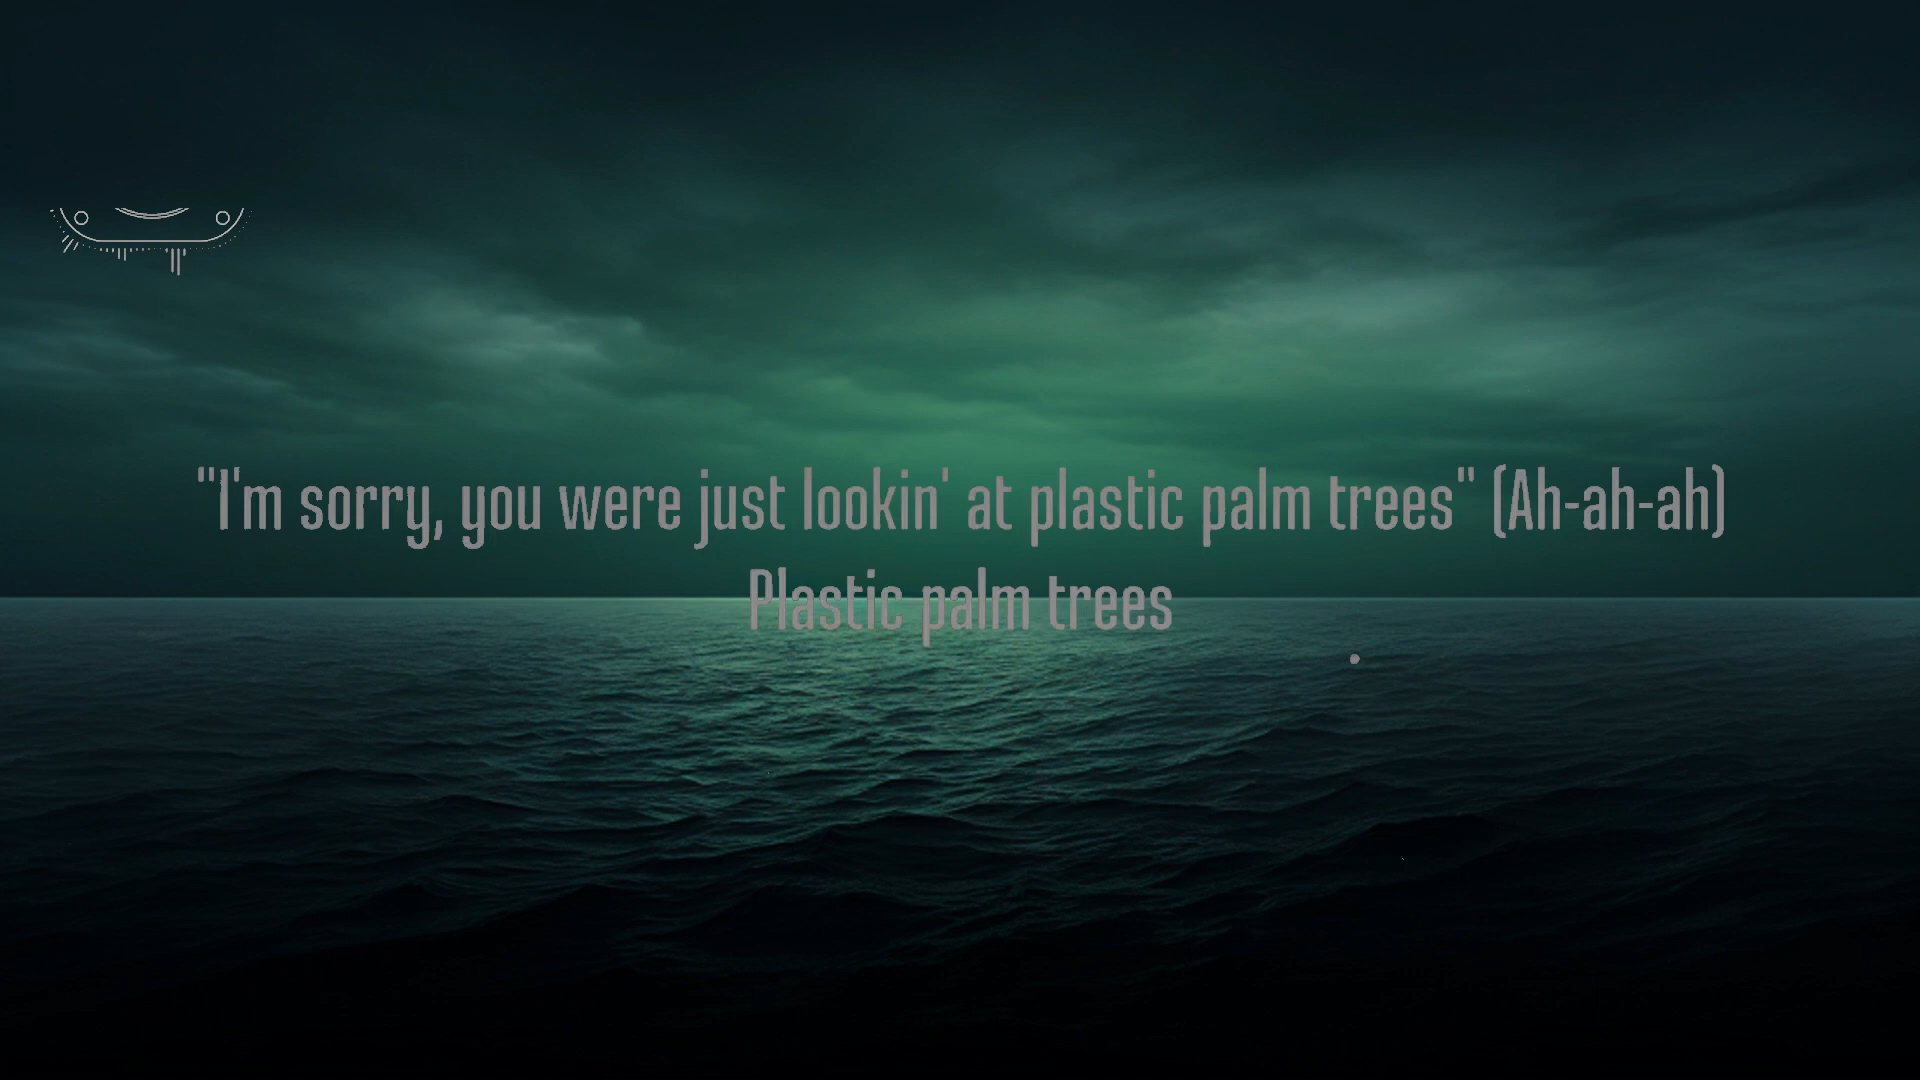 "I'm sorry, you were just lookin' at plastic palm trees" (Ah-ah-ah)
Plastic palm trees